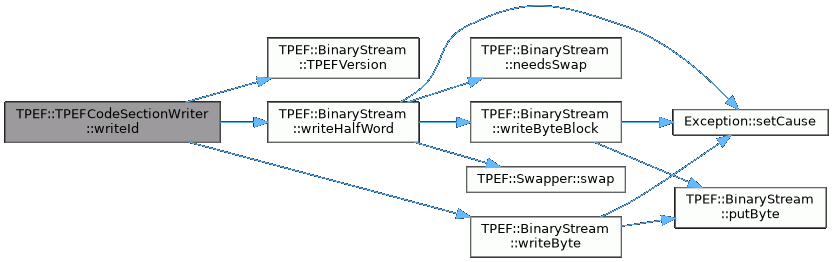 TPEF::TPEFCodeSectionWriter
::writeId
TPEF::BinaryStream
::TPEFVersion
TPEF::BinaryStream
::writeHalfWord
TPEF::BinaryStream
::needsSwap
TPEF::BinaryStream
::writeByteBlock
TPEF::Swapper::swap
TPEF::BinaryStream
::writeByte
Exception::setCause
TPEF::BinaryStream
::putByte